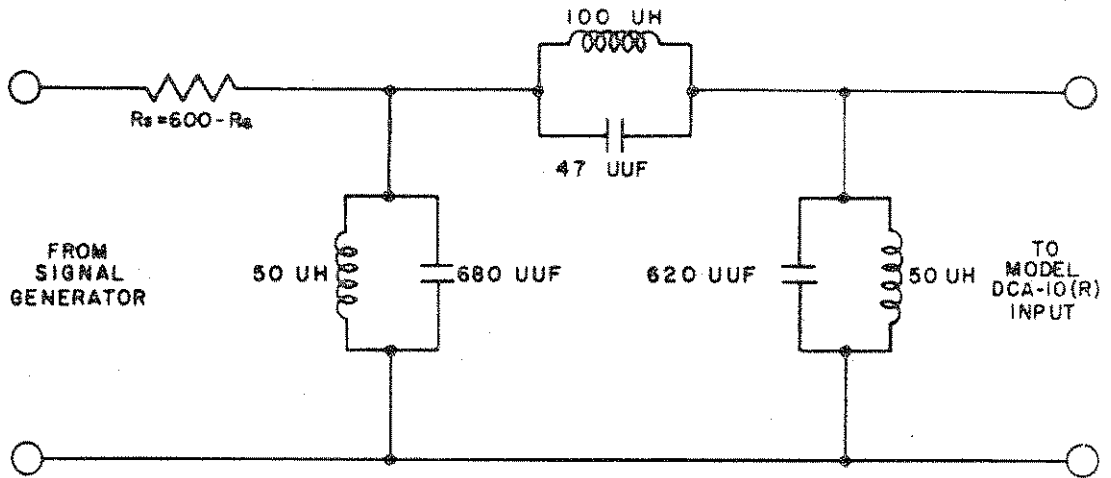 100 UH
Rs=600-Ra
47 UUF
FROM
SIGNAL
GENERATOR
50 UH
680 UUF
620 UUF
50 UH
TO
MODEL
DCA-10(R)
INPUT